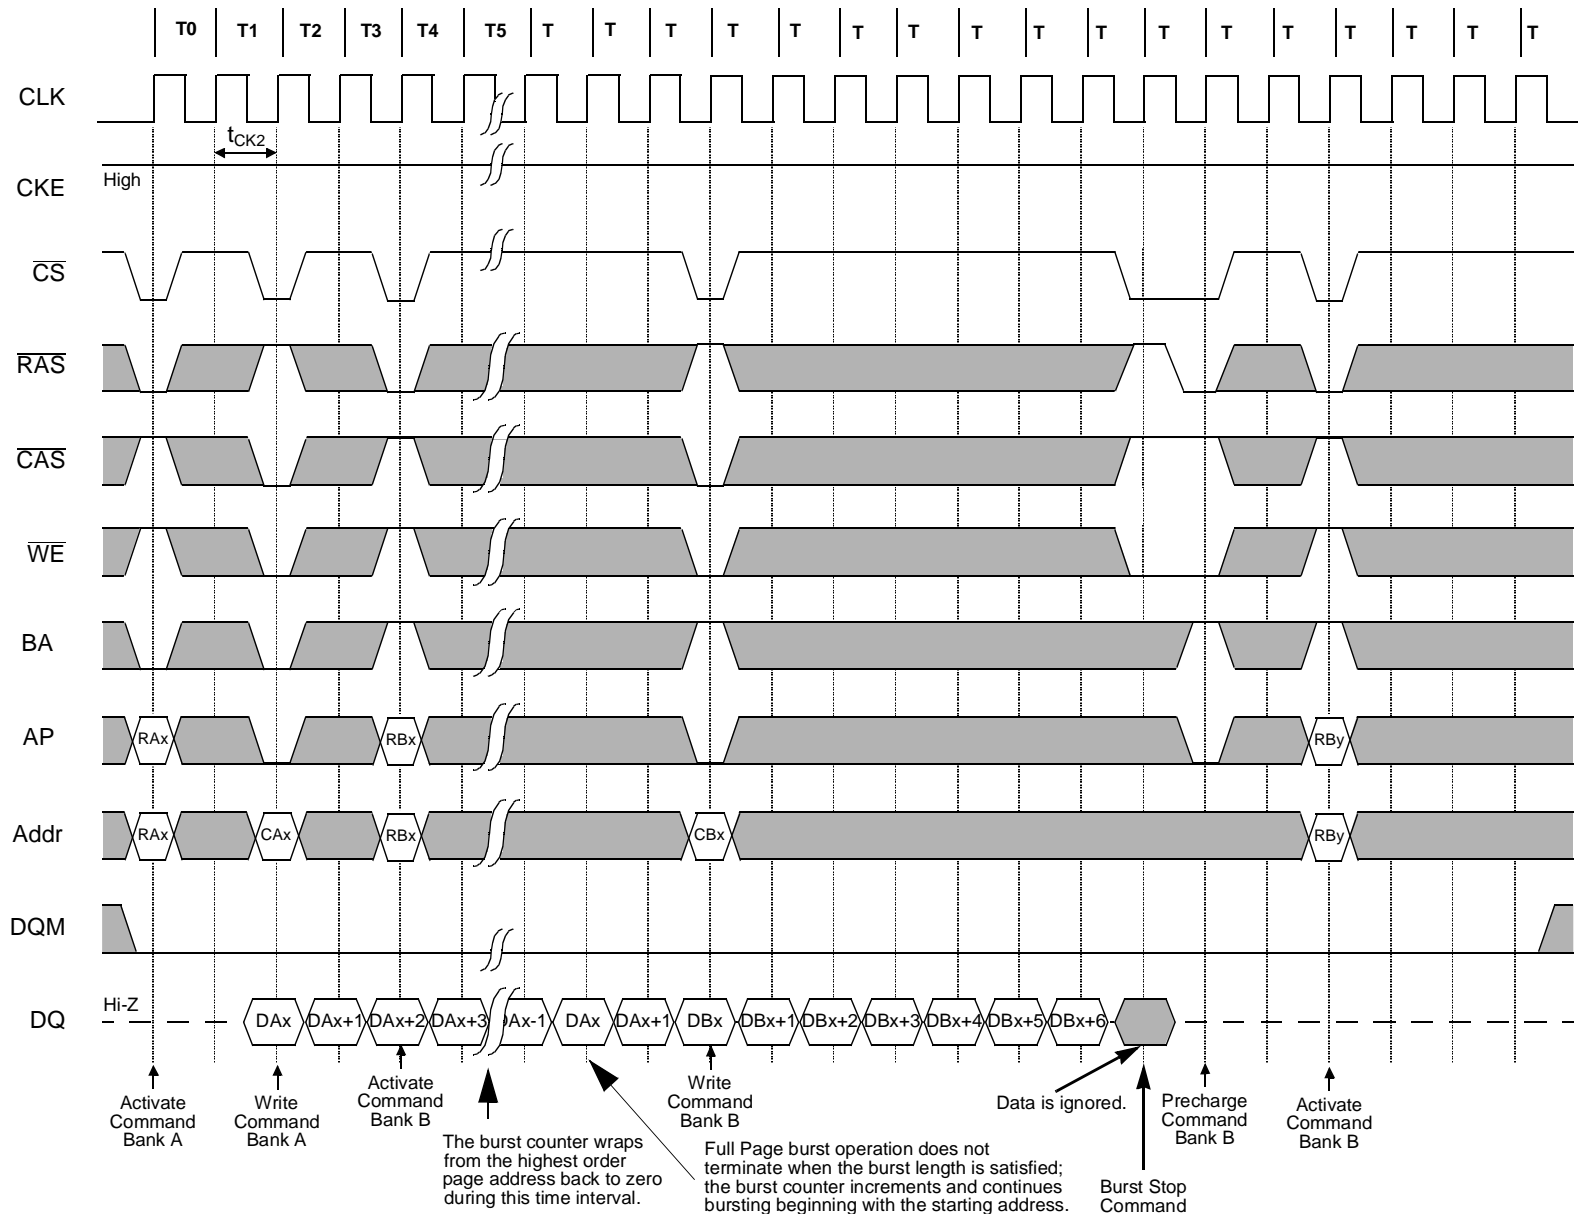 T0 T1 T2 T3 T4 T5 T T T T T T T T T T T T T T T T T
CLK
tCK2
CKE
High
CS
RAS
CAS
WE
BA
AP
RAx RBx RBy
Addr
RAx CAx RBx CBx RBy
DQM
DQ
Hi-Z
DAx DAx+1 DAx+2 DAx+3 DAx-1 DAx DAx+1 DBx DBx+1 DBx+2 DBx+3 DBx+4 DBx+5 DBx+6
Activate
Command
Bank A
Write
Command
Bank A
Activate
Command
Bank B
The burst counter wraps
from the highest order
page address back to zero
during this time interval.
Write
Command
Bank B
Full Page burst operation does not
terminate when the burst length is satisfied;
the burst counter increments and continues
bursting beginning with the starting address.
Data is ignored.
Burst Stop
Command
Precharge
Command
Bank B
Activate
Command
Bank B